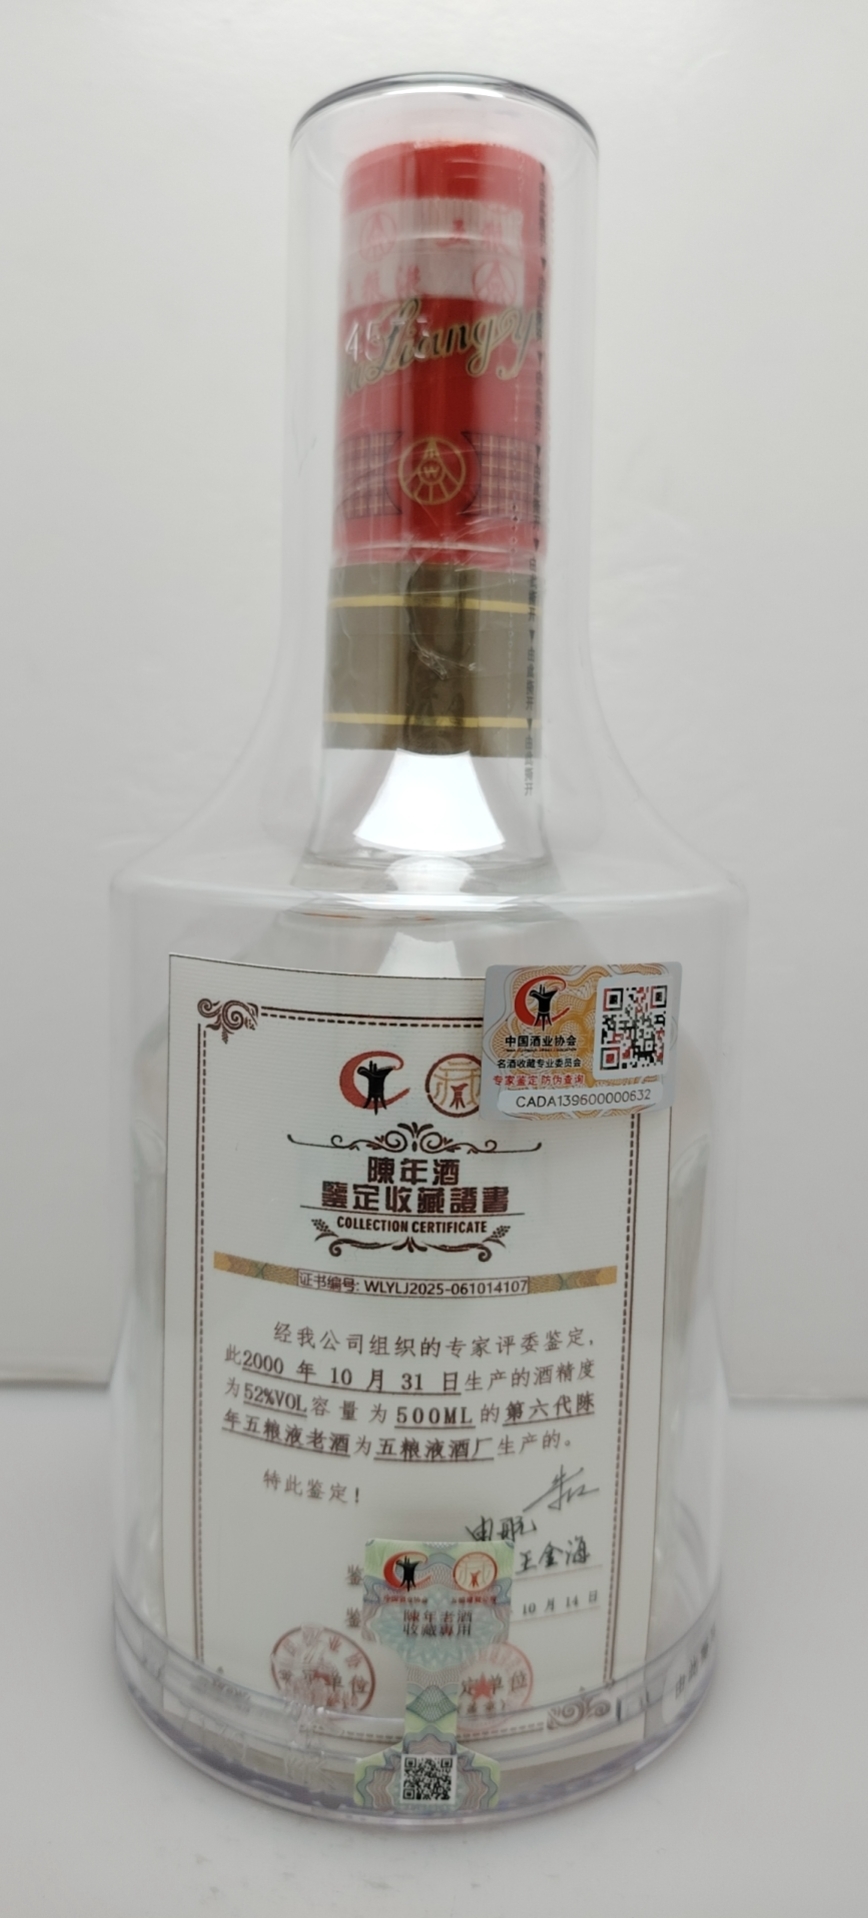 45
Liangy
W
中国酒业协会
名酒收藏专业委员会
专家鉴定 防伪查询
CADA139600000632
陳年酒
鑒定收藏證書
COLLECTION CERTIFICATE
证书编号: WLYLJ2025-061014107
经我公司组织的专家评委鉴定,
此2000 年 10 月 31 日生产的酒精度
为52%VOL容量为500ML的第六代陈
年五粮液老酒为五粮液酒厂生产的。
特此鉴定!
王金海
鉴
鉴
10 月 14 日
陳年老酒
收藏專用
定单位